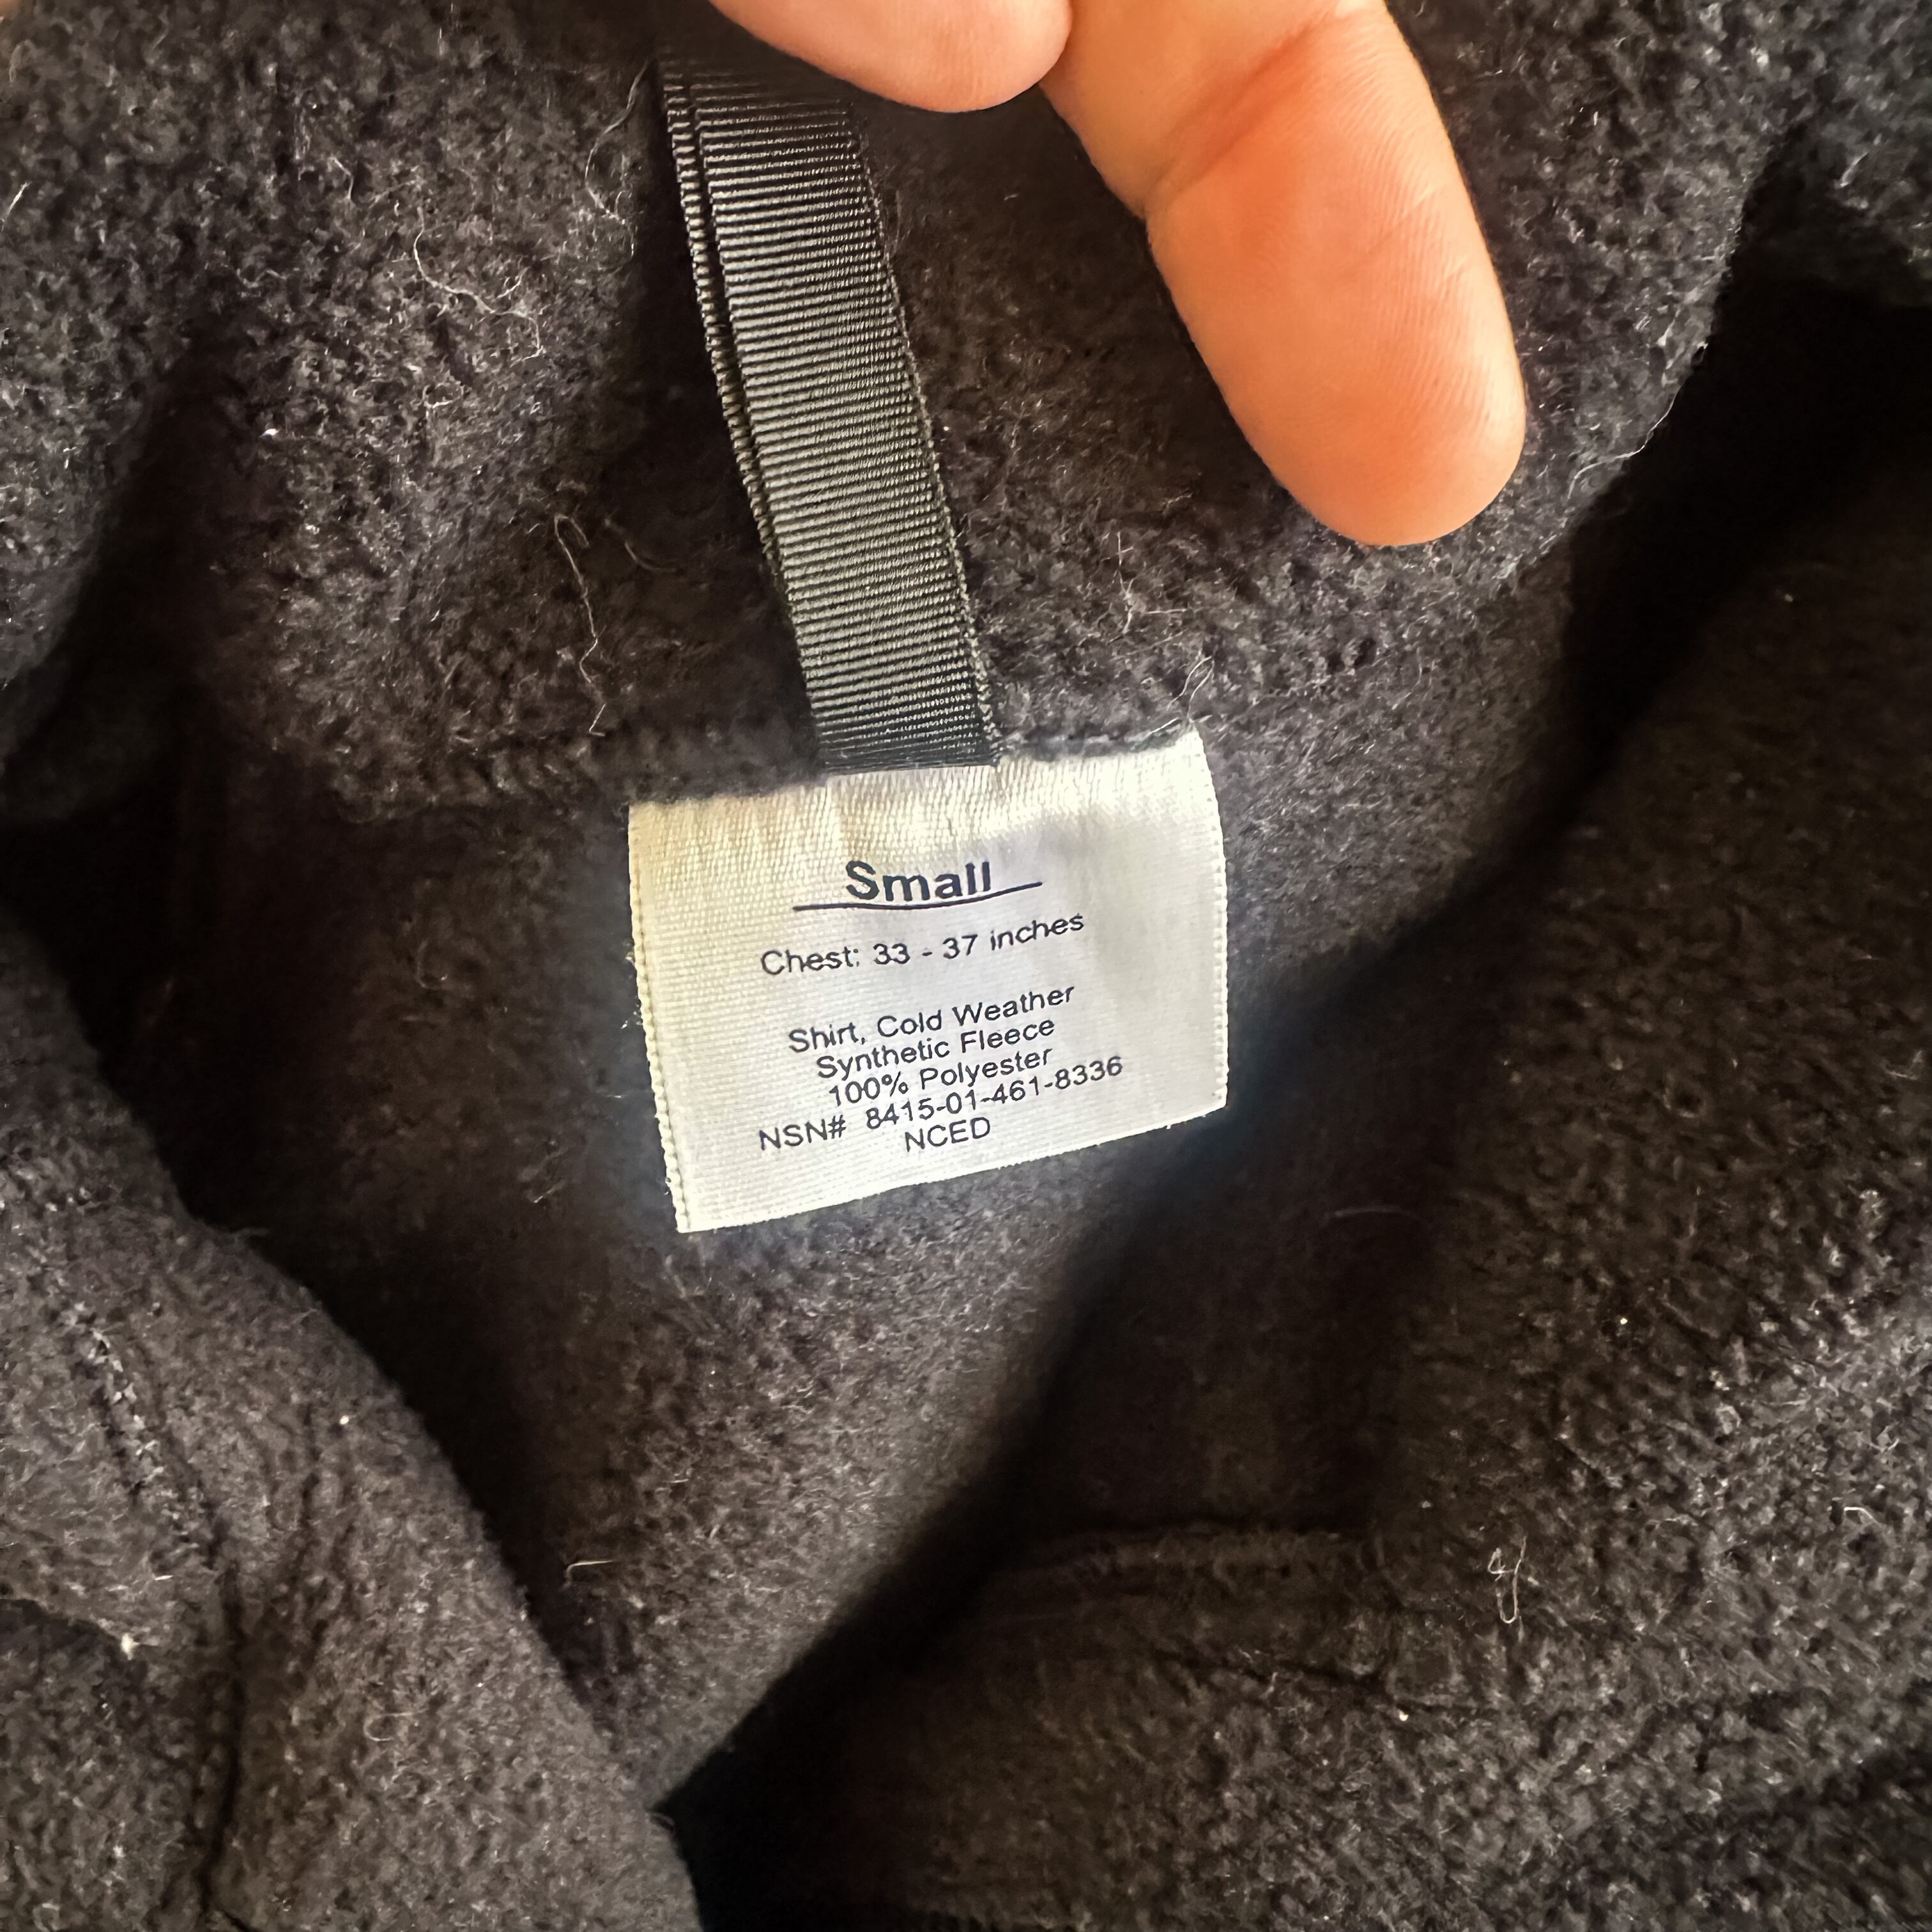 Small
Chest: 33 - 37 inches
Shirt, Cold Weather
Synthetic Fleece
100% Polyester
NSN# 8415-01-461-8336
NCED